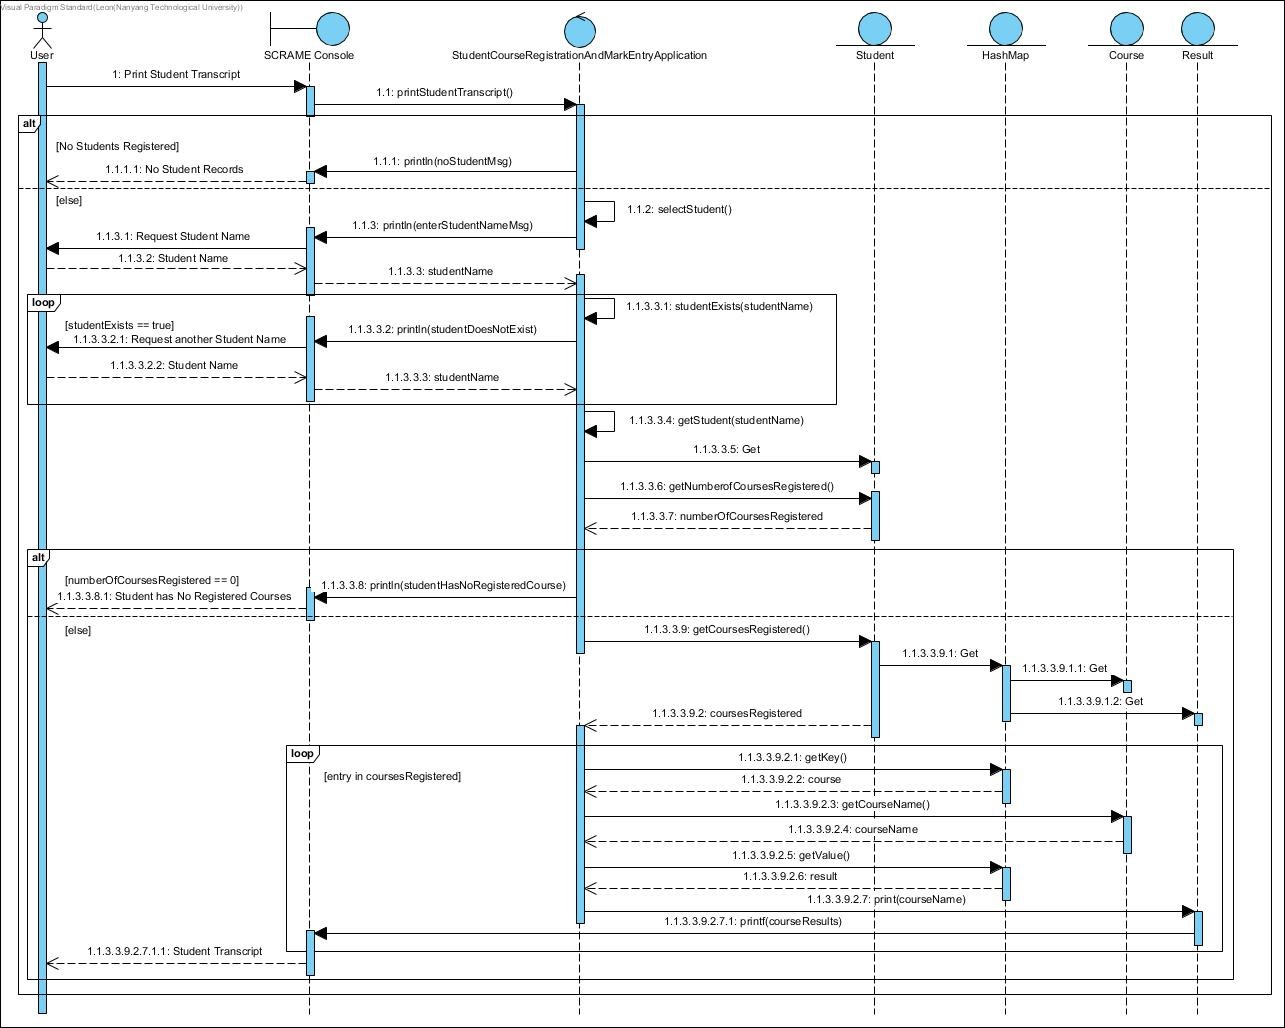 Visual Paradigm Standard(Leon(Nanyang Technological University))
User
SCRAME Console
StudentCourseRegistrationAndMarkEntryApplication
Student
HashMap
Course
Result
1: Print Student Transcript
1.1: printStudentTranscript()
alt
[No Students Registered]
1.1.1: println(noStudentMsg)
1.1.1.1: No Student Records
[else]
1.1.2: selectStudent()
1.1.3: println(enterStudentNameMsg)
1.1.3.1: Request Student Name
1.1.3.2: Student Name
1.1.3.3: studentName
loop
1.1.3.3.1: studentExists(studentName)
[studentExists == true]
1.1.3.3.2: println(studentDoesNotExist)
1.1.3.3.2.1: Request another Student Name
1.1.3.3.2.2: Student Name
1.1.3.3.3: studentName
1.1.3.3.4: getStudent(studentName)
1.1.3.3.5: Get
1.1.3.3.6: getNumberofCoursesRegistered()
1.1.3.3.7: numberOfCoursesRegistered
alt
[numberOfCoursesRegistered == 0]
1.1.3.3.8: println(studentHasNoRegisteredCourse)
1.1.3.3.8.1: Student has No Registered Courses
[else]
1.1.3.3.9: getCoursesRegistered()
1.1.3.3.9.1: Get
1.1.3.3.9.1.1: Get
1.1.3.3.9.1.2: Get
1.1.3.3.9.2: coursesRegistered
loop
[entry in coursesRegistered]
1.1.3.3.9.2.1: getKey()
1.1.3.3.9.2.2: course
1.1.3.3.9.2.3: getCourseName()
1.1.3.3.9.2.4: courseName
1.1.3.3.9.2.5: getValue()
1.1.3.3.9.2.6: result
1.1.3.3.9.2.7: print(courseName)
1.1.3.3.9.2.7.1: printf(courseResults)
1.1.3.3.9.2.7.1.1: Student Transcript